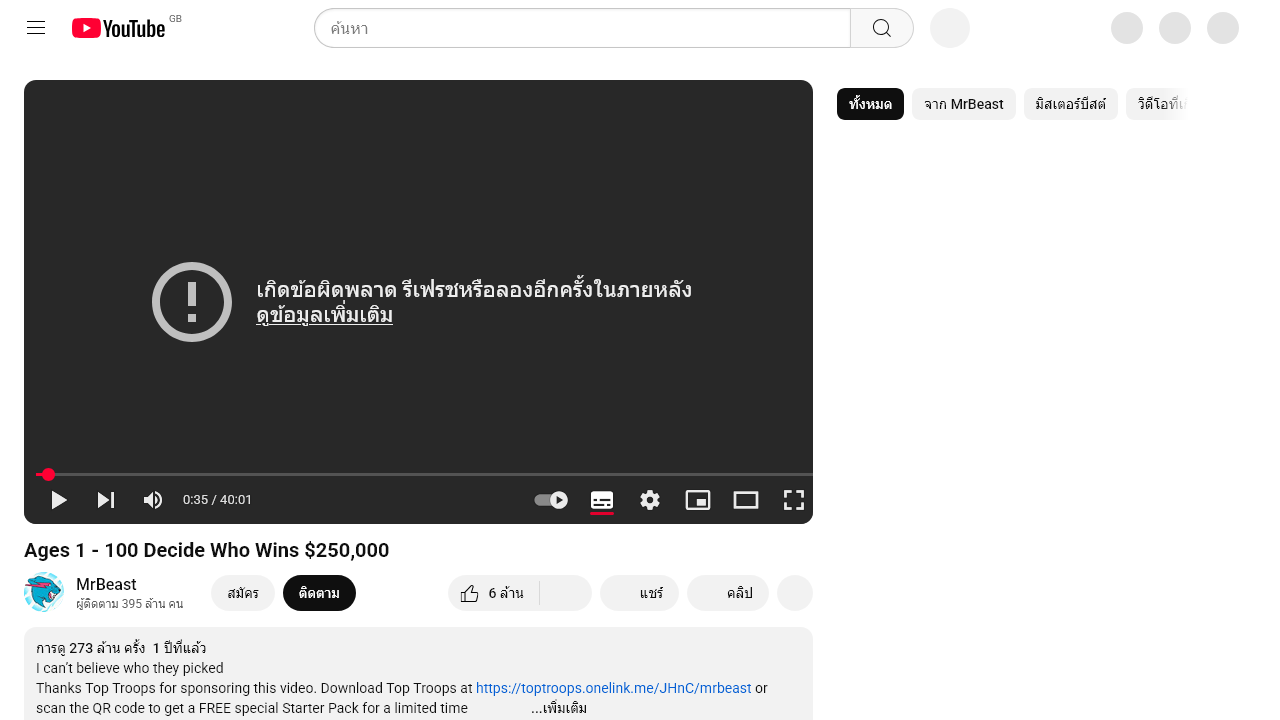 YouTube GB
ค้นหา
ทั้งหมด
จาก MrBeast
มิสเตอร์บีสต์
เกิดข้อผิดพลาด รีเฟรชหรือลองอีกครั้งในภายหลัง
ดูข้อมูลเพิ่มเติม
0:35 / 40:01
Ages 1 - 100 Decide Who Wins $250,000
MrBeast
ผู้ติดตาม 395 ล้าน คน
สมัคร
ติดตาม
6 ล้าน
แชร์
คลิป
การดู 273 ล้าน ครั้ง 1 ปีที่แล้ว
I can't believe who they picked
Thanks Top Troops for sponsoring this video. Download Top Troops at https://toptroops.onelink.me/JHnC/mrbeast or
scan the QR code to get a FREE special Starter Pack for a limited time ...เพิ่มเติม